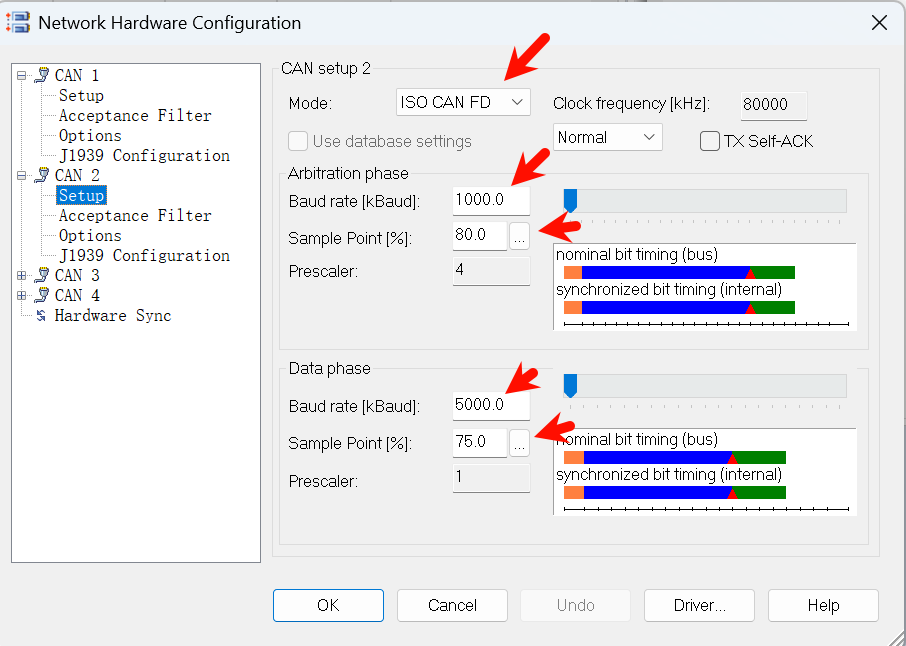 Network Hardware Configuration
CAN 1
Setup
Acceptance Filter
Options
J1939 Configuration
CAN 2
Setup
Acceptance Filter
Options
J1939 Configuration
CAN 3
CAN 4
Hardware Sync
CAN setup 2
Mode: ISO CAN FD Clock frequency [kHz]: 80000
Use database settings Normal TX Self-ACK
Arbitration phase
Baud rate [kBaud]: 1000.0
Sample Point [%]: 80.0 ...
Prescaler: 4
nominal bit timing (bus)
synchronized bit timing (internal)
Data phase
Baud rate [kBaud]: 5000.0
Sample Point [%]: 75.0 ...
Prescaler: 1
nominal bit timing (bus)
synchronized bit timing (internal)
OK Cancel Undo Driver... Help